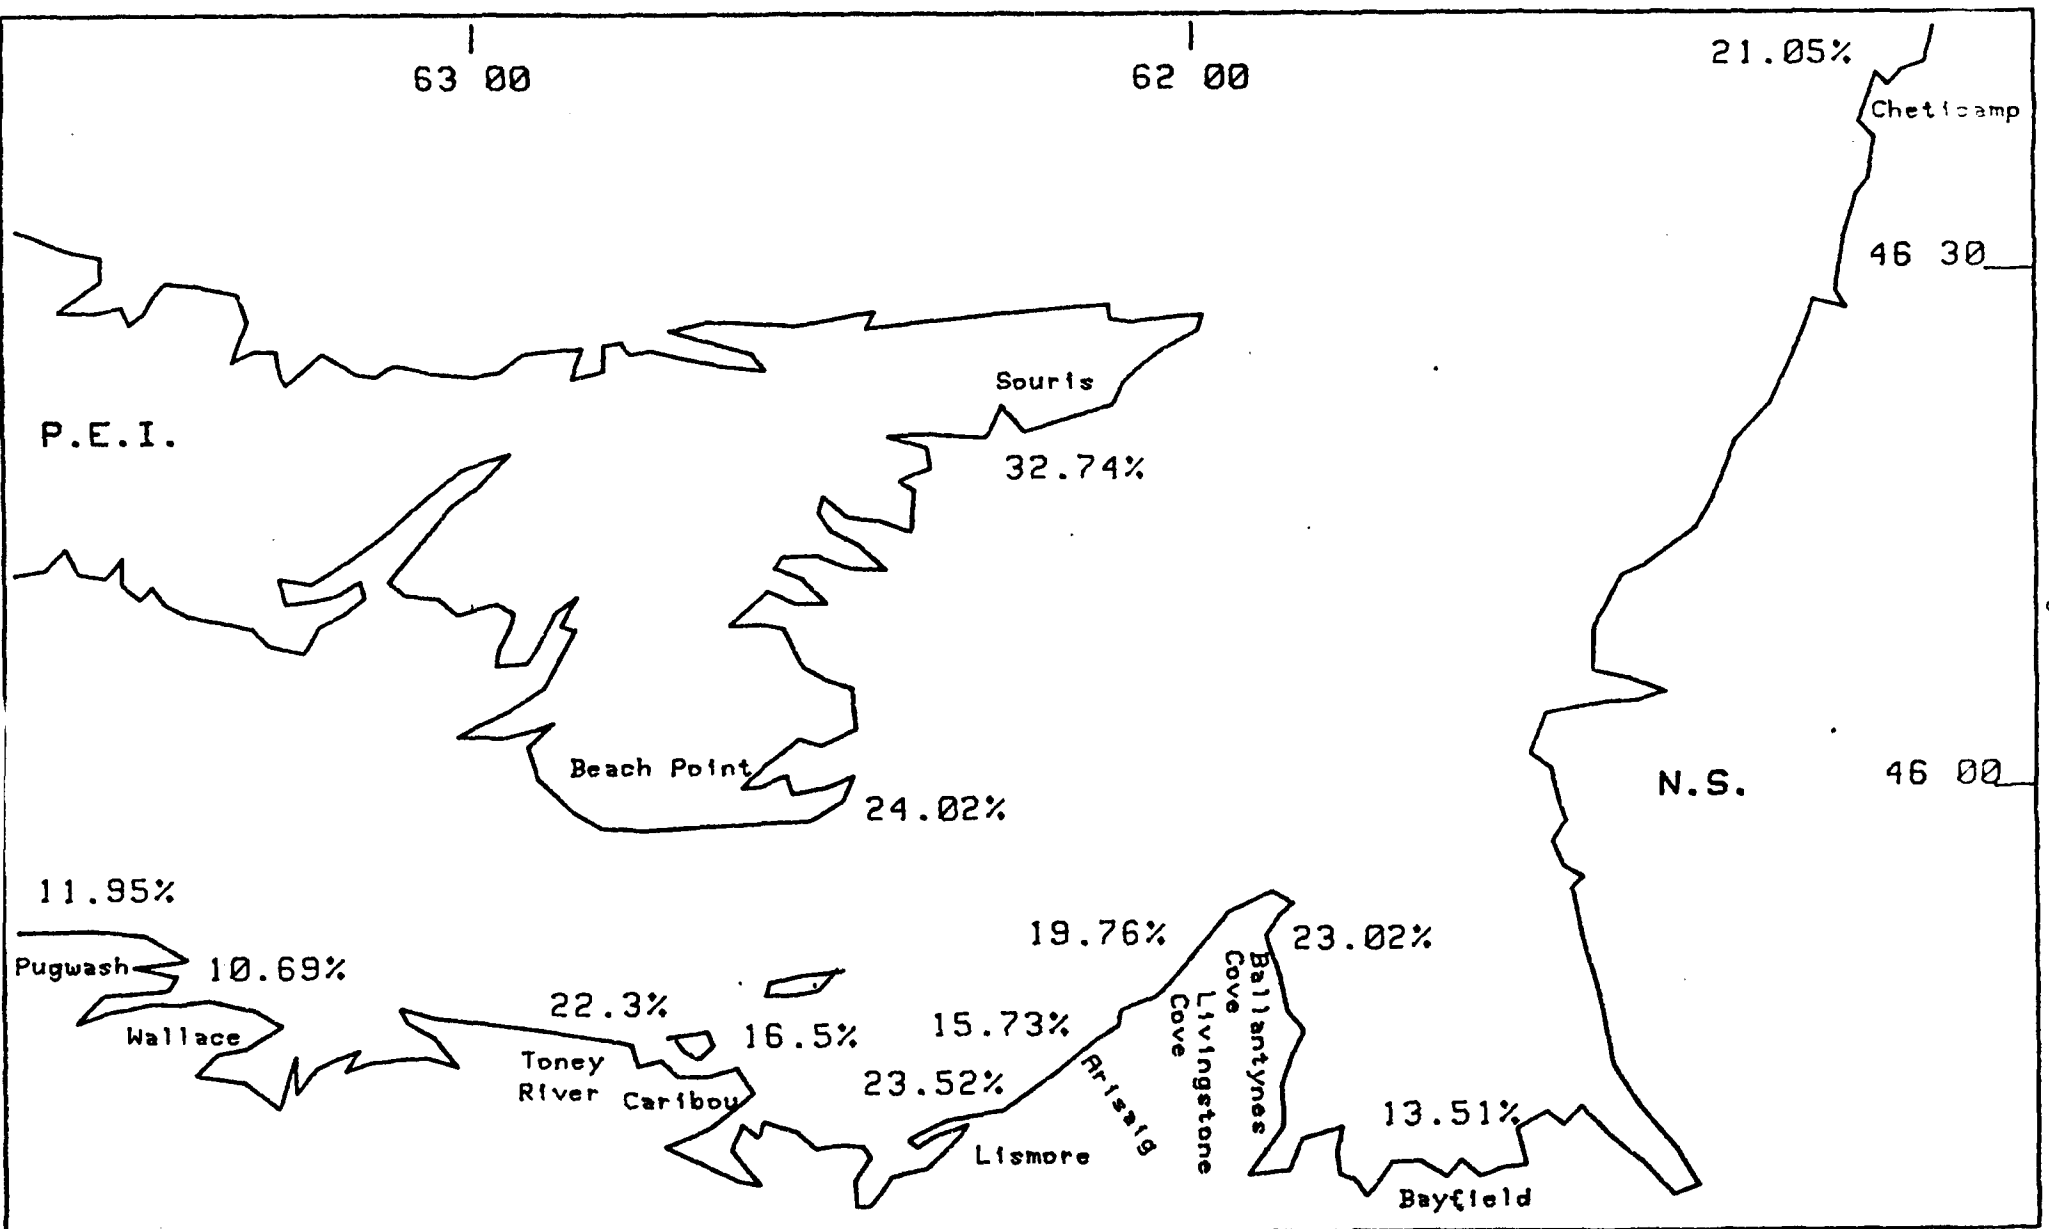 63 00
62 00
21.05%
Cheticamp
46 30
Souris
P.E.I.
32.74%
Beach Point
24.02%
N.S.
46 00
11.95%
Pugwash
10.69%
Wallace
22.3%
Toney
River
Caribou
16.5%
15.73%
23.52%
Lismore
Arisaig
19.76%
Livingstone
Cove
Ballantynes
Cove
23.02%
13.51%
Bayfield